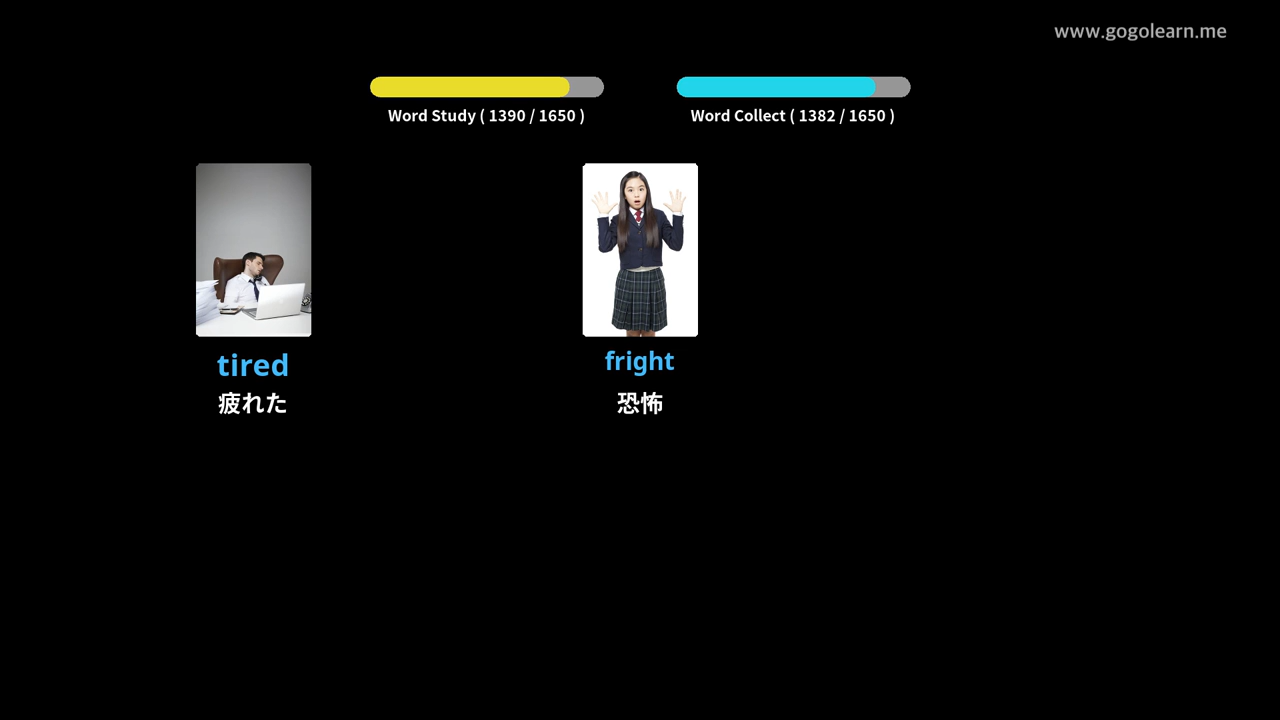 www.gogolearn.me
Word Study ( 1390 / 1650 )
Word Collect ( 1382 / 1650 )
tired
疲れた
fright
恐怖